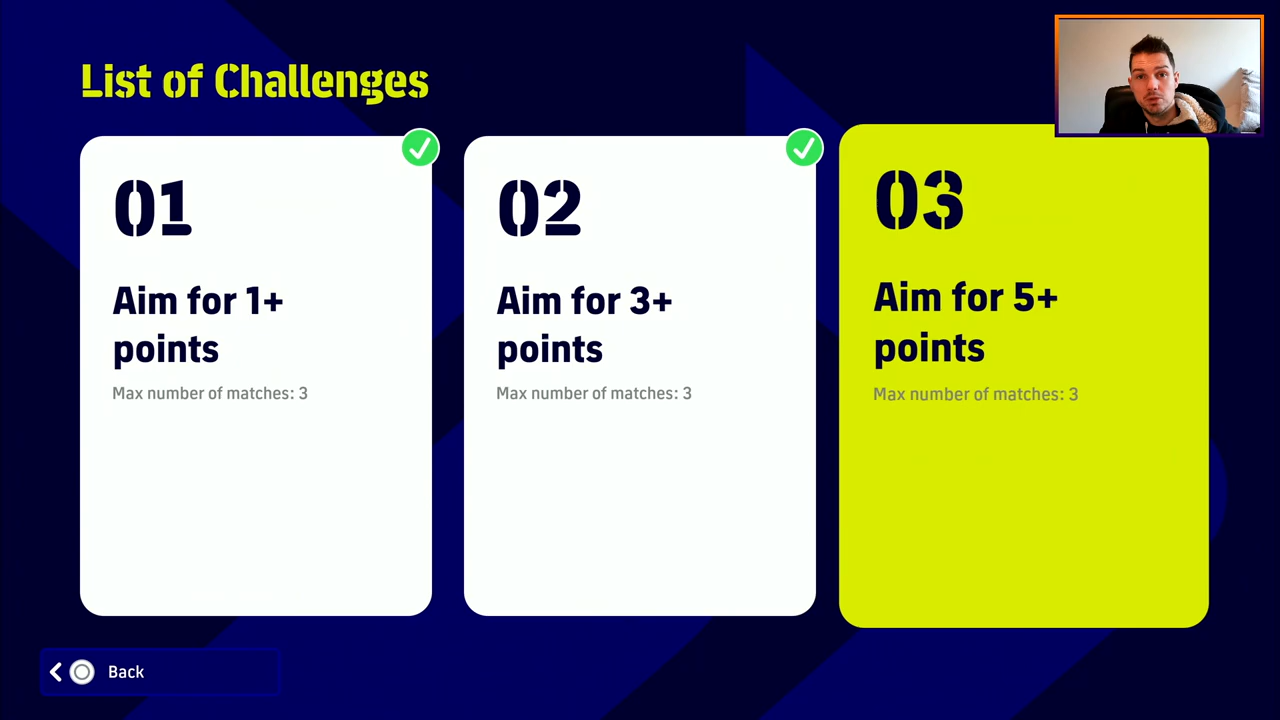 List of Challenges
01
Aim for 1+
points
Max number of matches: 3
02
Aim for 3+
points
Max number of matches: 3
03
Aim for 5+
points
Max number of matches: 3
Back